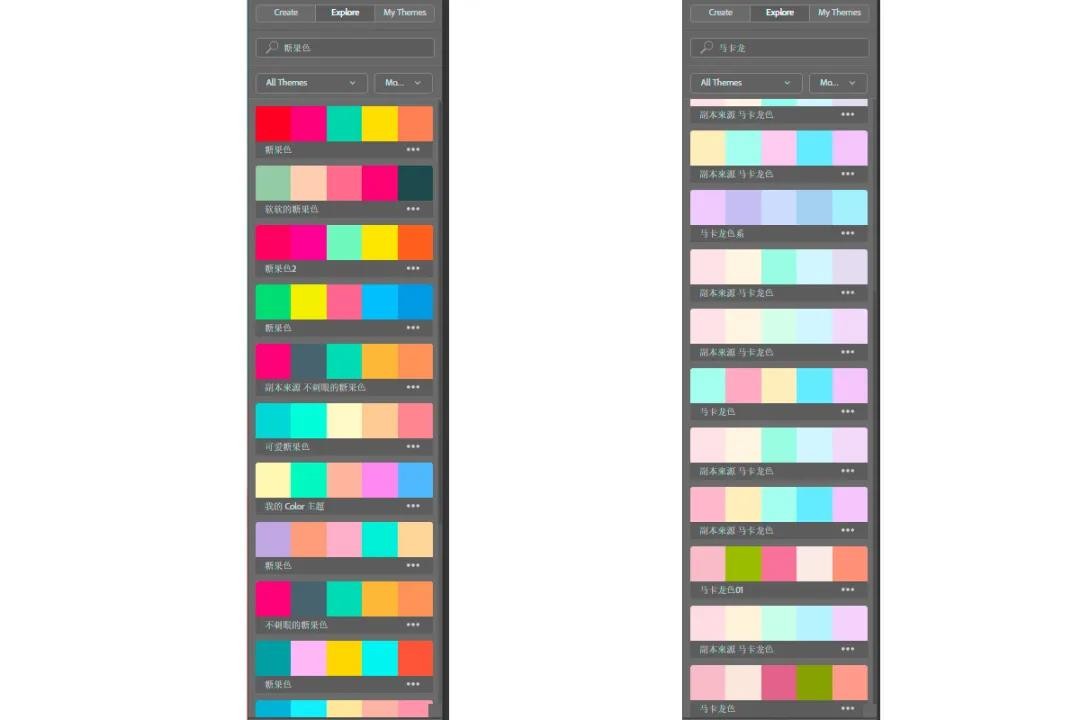 Create Explore My Themes
糖果色
All Themes Mo...
糖果色
软软的糖果色
糖果色2
糖果色
副本来源 不刺眼的糖果色
可爱糖果色
我的 Color 主题
糖果色
不刺眼的糖果色
糖果色
Create Explore My Themes
马卡龙
All Themes Mo...
副本来源 马卡龙色
副本来源 马卡龙色
马卡龙色系
副本来源 马卡龙色
副本来源 马卡龙色
马卡龙色
副本来源 马卡龙色
副本来源 马卡龙色
马卡龙色01
副本来源 马卡龙色
马卡龙色